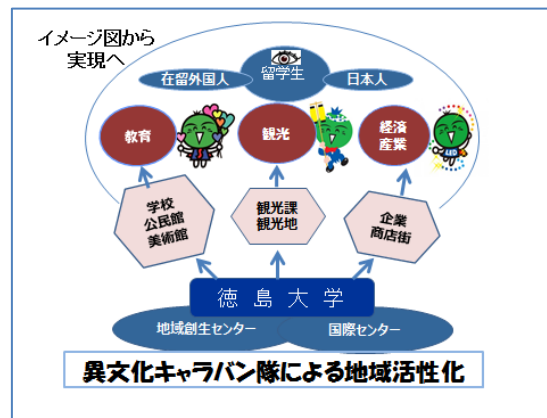 イメージ図から
実現へ
留学生
在留外国人
日本人
教育
観光
経済
産業
学校
公民館
美術館
観光課
観光地
企業
商店街
徳島大学
地域創生センター
国際センター
異文化キャラバン隊による地域活性化